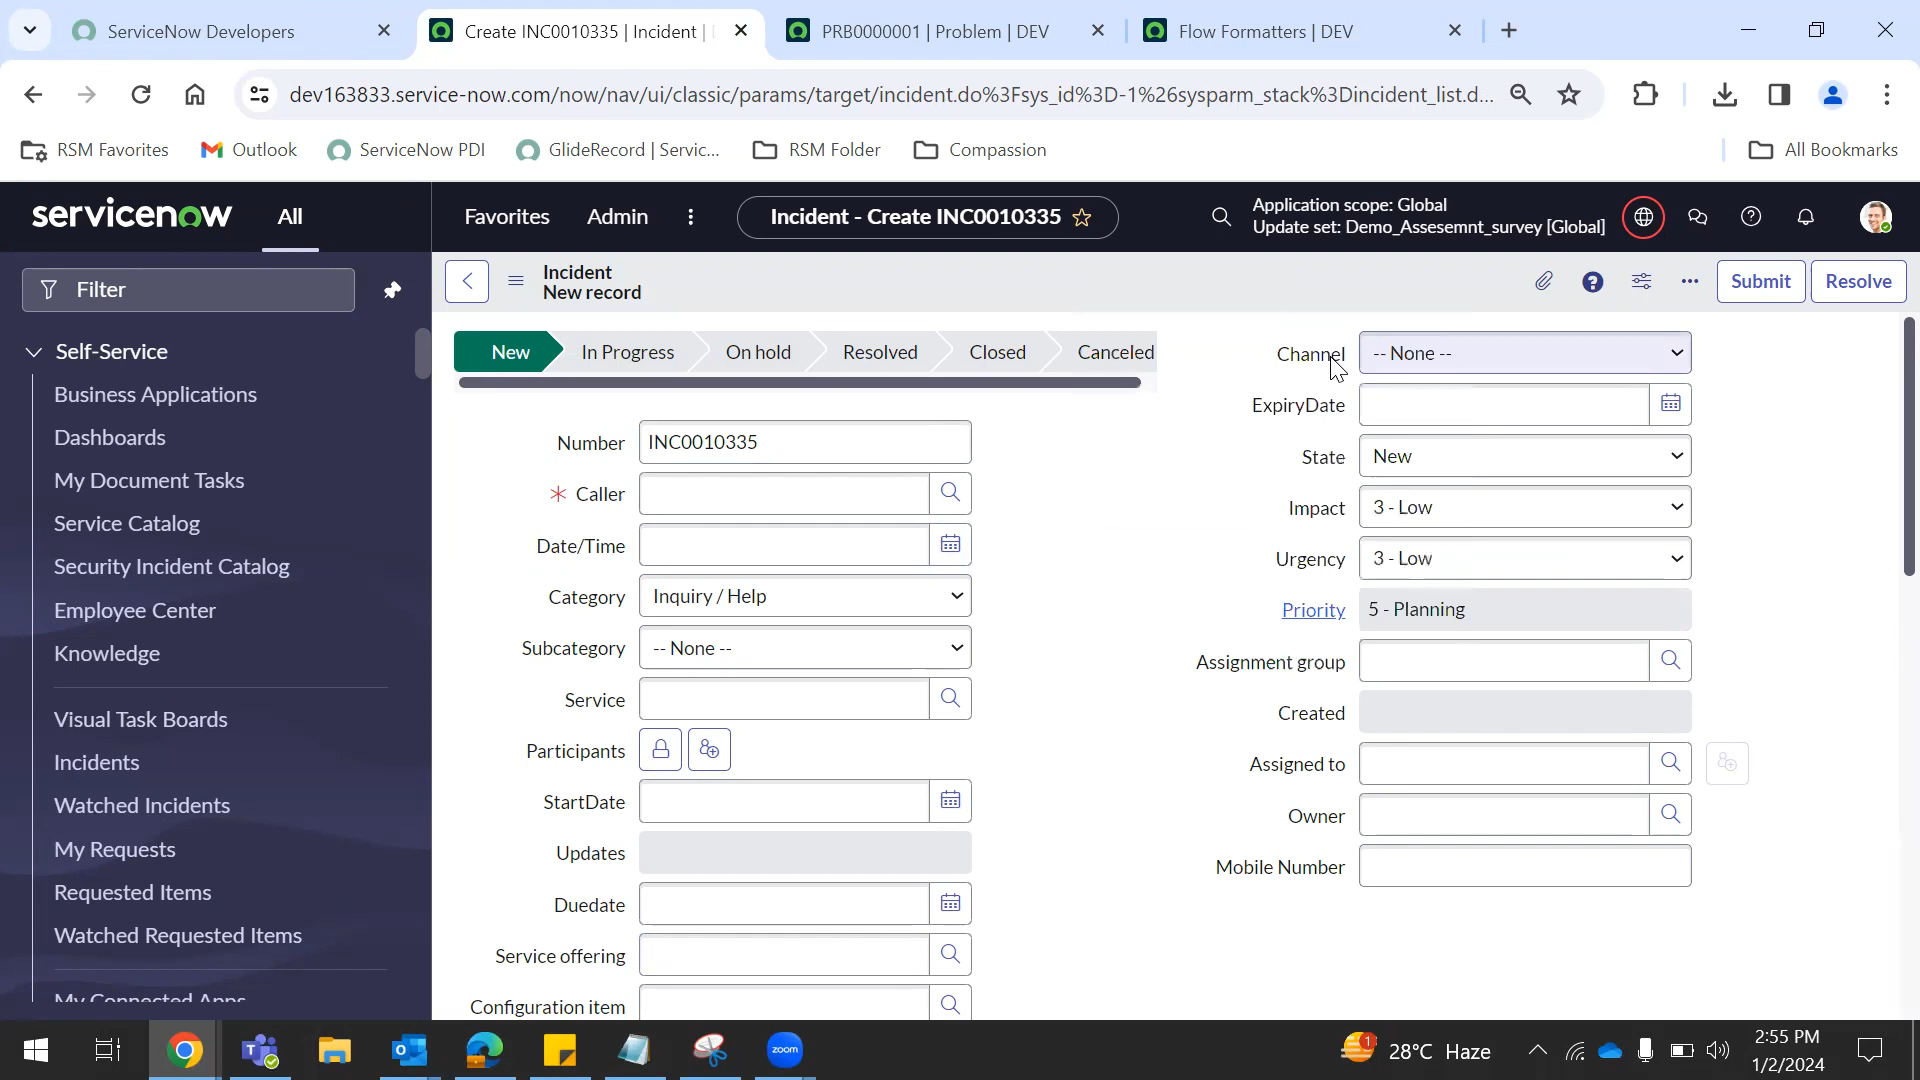 ServiceNow Developers
Create INC0010335 | Incident |
PRB0000001 | Problem | DEV
Flow Formatters | DEV
dev163833.service-now.com/now/nav/ui/classic/params/target/incident.do%3Fsys_id%3D-1%26sysparm_stack%3Dincident_list.d...
RSM Favorites
Outlook
ServiceNow PDI
GlideRecord | Servic...
RSM Folder
Compassion
All Bookmarks
servicenow
All
Favorites
Admin
Incident - Create INC0010335
Application scope: Global
Update set: Demo_Assesemnt_survey [Global]
Filter
Incident
New record
Submit
Resolve
Self-Service
Business Applications
Dashboards
My Document Tasks
Service Catalog
Security Incident Catalog
Employee Center
Knowledge
Visual Task Boards
Incidents
Watched Incidents
My Requests
Requested Items
Watched Requested Items
My Connected Apps
New
In Progress
On hold
Resolved
Closed
Canceled
Number INC0010335
Caller
Date/Time
Category Inquiry / Help
Subcategory -- None --
Service
Participants
StartDate
Updates
Duedate
Service offering
Configuration item
Channel -- None --
ExpiryDate
State New
Impact 3 - Low
Urgency 3 - Low
Priority 5 - Planning
Assignment group
Created
Assigned to
Owner
Mobile Number
zoom
1
28°C Haze
2:55 PM
1/2/2024